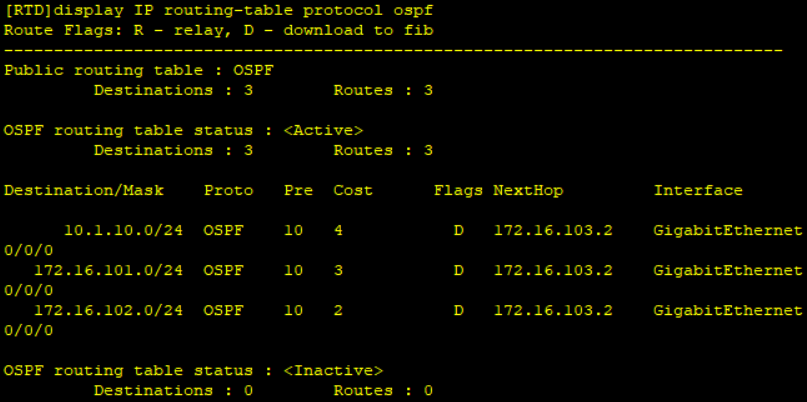 [RTD]display IP routing-table protocol ospf
Route Flags: R - relay, D - download to fib
------------------------------------------------------------------------------
Public routing table : OSPF
         Destinations : 3        Routes : 3

OSPF routing table status : <Active>
         Destinations : 3        Routes : 3

Destination/Mask    Proto   Pre  Cost         Flags NextHop         Interface

      10.1.10.0/24  OSPF    10   4              D   172.16.103.2    GigabitEthernet
0/0/0
   172.16.101.0/24  OSPF    10   3              D   172.16.103.2    GigabitEthernet
0/0/0
   172.16.102.0/24  OSPF    10   2              D   172.16.103.2    GigabitEthernet
0/0/0

OSPF routing table status : <Inactive>
         Destinations : 0        Routes : 0